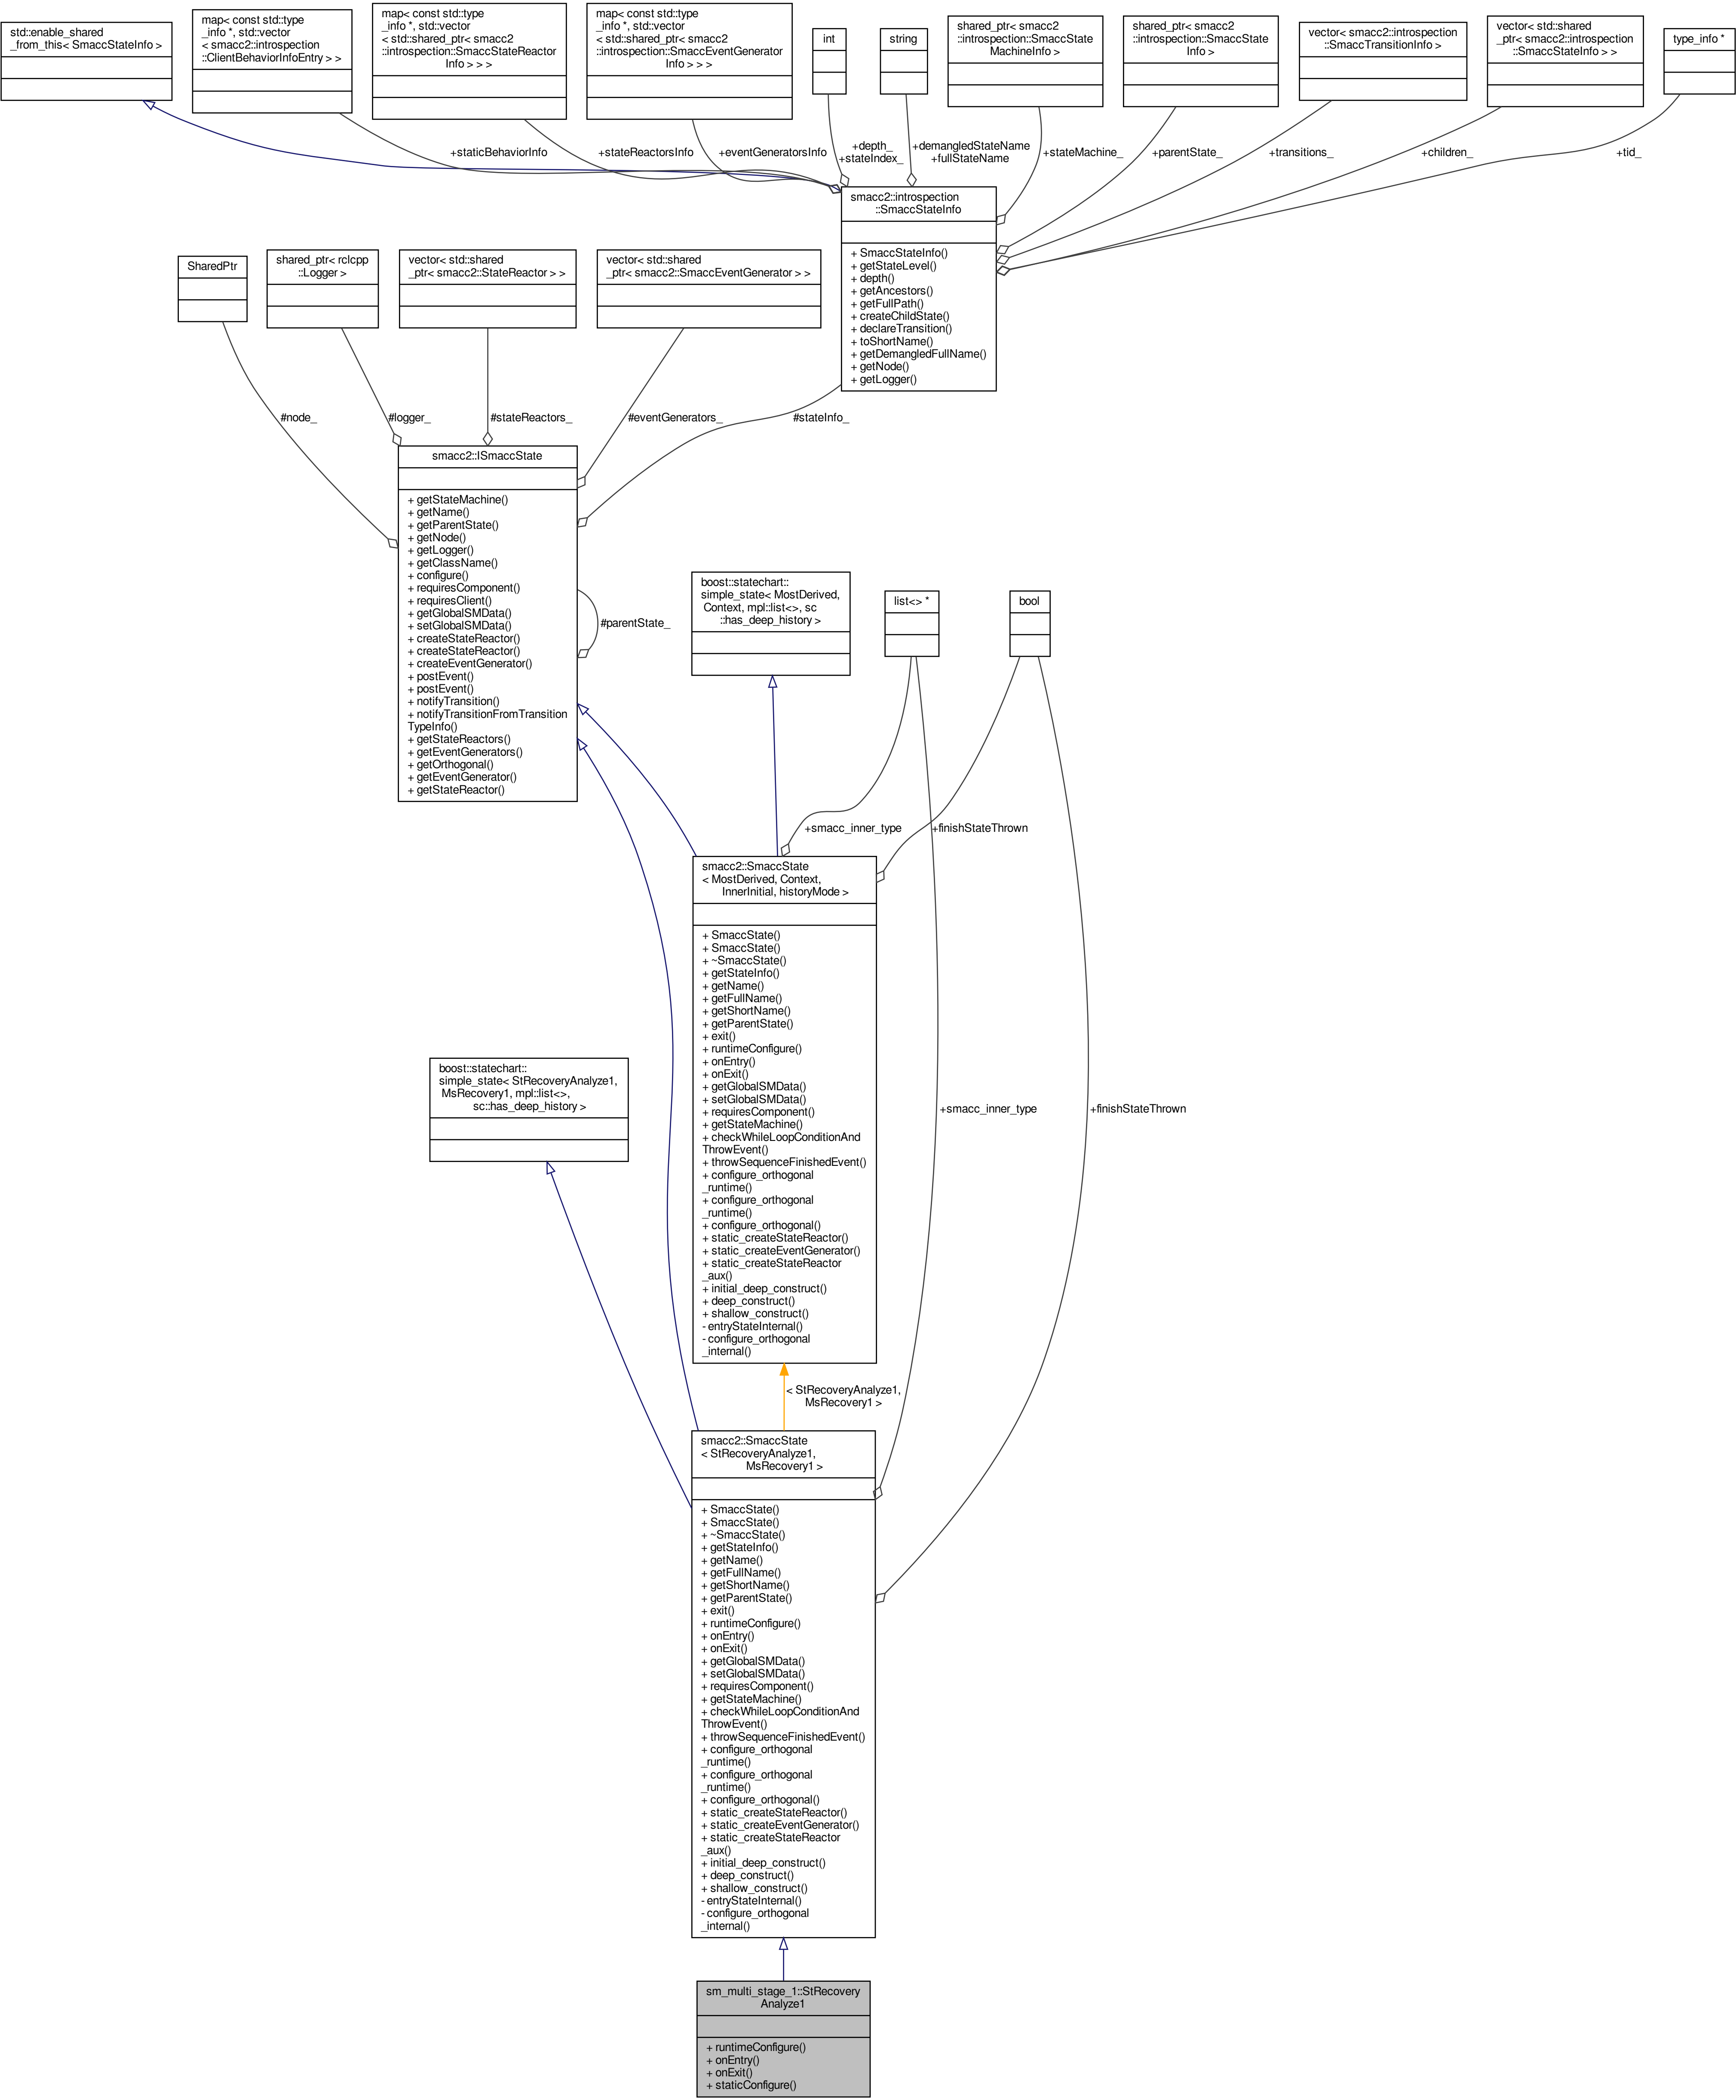 std::enable_shared
_from_this< SmaccStateInfo >
map< const std::type
_info *, std::vector
< smacc2::introspection
::ClientBehaviorInfoEntry > >
map< const std::type
_info *, std::vector
< std::shared_ptr< smacc2
::introspection::SmaccStateReactor
Info > > >
map< const std::type
_info *, std::vector
< std::shared_ptr< smacc2
::introspection::SmaccEventGenerator
Info > > >
int
string
shared_ptr< smacc2
::introspection::SmaccState
MachineInfo >
shared_ptr< smacc2
::introspection::SmaccState
Info >
vector< smacc2::introspection
::SmaccTransitionInfo >
vector< std::shared
_ptr< smacc2::introspection
::SmaccStateInfo > >
type_info *
+staticBehaviorInfo
+stateReactorsInfo
+eventGeneratorsInfo
+depth_
+stateIndex_
+demangledStateName
+fullStateName
+stateMachine_
+parentState_
+transitions_
+children_
+tid_
smacc2::introspection
::SmaccStateInfo
+ SmaccStateInfo()
+ getStateLevel()
+ depth()
+ getAncestors()
+ getFullPath()
+ createChildState()
+ declareTransition()
+ toShortName()
+ getDemangledFullName()
+ getNode()
+ getLogger()
SharedPtr
shared_ptr< rclcpp
::Logger >
vector< std::shared
_ptr< smacc2::StateReactor > >
vector< std::shared
_ptr< smacc2::SmaccEventGenerator > >
#node_
#logger_
#stateReactors_
#eventGenerators_
#stateInfo_
smacc2::ISmaccState
+ getStateMachine()
+ getName()
+ getParentState()
+ getNode()
+ getLogger()
+ getClassName()
+ configure()
+ requiresComponent()
+ requiresClient()
+ getGlobalSMData()
+ setGlobalSMData()
+ createStateReactor()
+ createStateReactor()
+ createEventGenerator()
+ postEvent()
+ postEvent()
+ notifyTransition()
+ notifyTransitionFromTransition
TypeInfo()
+ getStateReactors()
+ getEventGenerators()
+ getOrthogonal()
+ getEventGenerator()
+ getStateReactor()
#parentState_
boost::statechart::
simple_state< MostDerived,
Context, mpl::list<>, sc
::has_deep_history >
list<> *
bool
+smacc_inner_type
+finishStateThrown
smacc2::SmaccState
< MostDerived, Context,
InnerInitial, historyMode >
+ SmaccState()
+ SmaccState()
+ ~SmaccState()
+ getStateInfo()
+ getName()
+ getFullName()
+ getShortName()
+ getParentState()
+ exit()
+ runtimeConfigure()
+ onEntry()
+ onExit()
+ getGlobalSMData()
+ setGlobalSMData()
+ requiresComponent()
+ getStateMachine()
+ checkWhileLoopConditionAnd
ThrowEvent()
+ throwSequenceFinishedEvent()
+ configure_orthogonal
_runtime()
+ configure_orthogonal
_runtime()
+ configure_orthogonal()
+ static_createStateReactor()
+ static_createEventGenerator()
+ static_createStateReactor
_aux()
+ initial_deep_construct()
+ deep_construct()
+ shallow_construct()
- entryStateInternal()
- configure_orthogonal
_internal()
boost::statechart::
simple_state< StRecoveryAnalyze1,
MsRecovery1, mpl::list<>,
sc::has_deep_history >
+smacc_inner_type
+finishStateThrown
< StRecoveryAnalyze1,
MsRecovery1 >
smacc2::SmaccState
< StRecoveryAnalyze1,
MsRecovery1 >
+ SmaccState()
+ SmaccState()
+ ~SmaccState()
+ getStateInfo()
+ getName()
+ getFullName()
+ getShortName()
+ getParentState()
+ exit()
+ runtimeConfigure()
+ onEntry()
+ onExit()
+ getGlobalSMData()
+ setGlobalSMData()
+ requiresComponent()
+ getStateMachine()
+ checkWhileLoopConditionAnd
ThrowEvent()
+ throwSequenceFinishedEvent()
+ configure_orthogonal
_runtime()
+ configure_orthogonal
_runtime()
+ configure_orthogonal()
+ static_createStateReactor()
+ static_createEventGenerator()
+ static_createStateReactor
_aux()
+ initial_deep_construct()
+ deep_construct()
+ shallow_construct()
- entryStateInternal()
- configure_orthogonal
_internal()
sm_multi_stage_1::StRecovery
Analyze1
+ runtimeConfigure()
+ onEntry()
+ onExit()
+ staticConfigure()